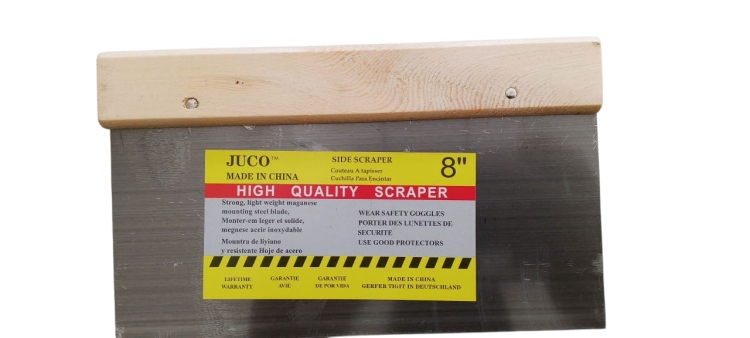 JUCO™
MADE IN CHINA
SIDE SCRAPER
Couteau A tapisser
Cuchilla Para Encintar
8"
HIGH QUALITY SCRAPER
Strong, light weight maganese
mounting steel blade,
Monter-em leger et solide,
megnese acrir inoxydable
Mountra de liyiano
y resistente Hoje de acero
WEAR SAFETY GOGGLES
PORTER DES LUNETTES DE
SECURITE
USE GOOD PROTECTORS
LIFETIME
WARRANTY
GARANTIE
AVIE
GARANTIE
DE POR VIDA
MADE IN CHINA
GERFER TIGIT IN DEUTSCHLAND